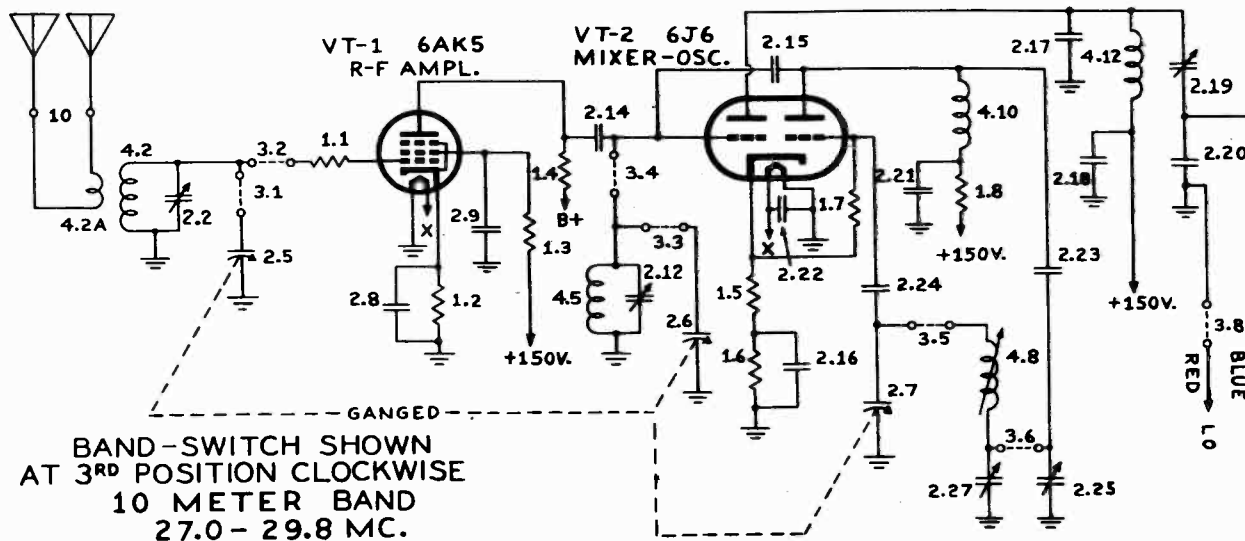 VT-1 6AK5
R-F AMPL.
VT-2 6J6
MIXER-OSC.
2.15
2.17
4.12
2.19
10
4.2
3.2
1.1
2.14
4.10
3.1
1.4
3.4
2.20
2.21
1.8
2.18
4.2A
2.2
X
2.9
B+
1.7
X
2.5
1.3
3.3
2.22
+150V.
2.23
2.8
1.2
4.5
2.12
1.5
2.24
+150V.
2.6
3.5
3.8
+150V.
1.6
2.16
2.7
4.8
RED
BLUE
LO
GANGED
3.6
2.27
2.25
BAND-SWITCH SHOWN
AT 3RD POSITION CLOCKWISE
10 METER BAND
27.0-29.8 MC.